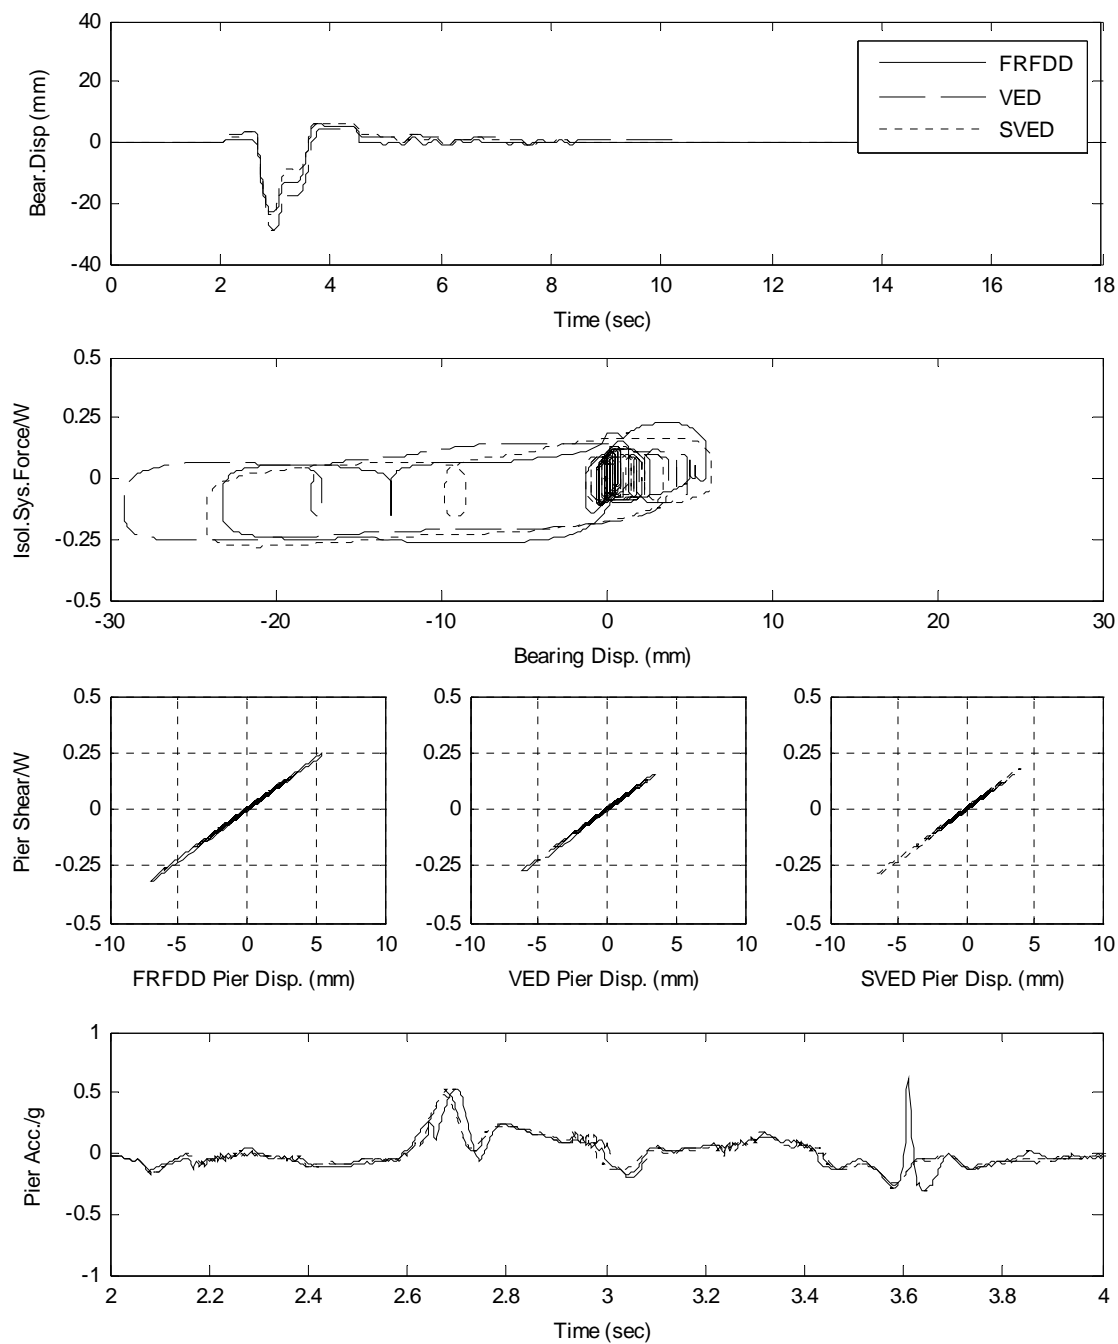 40
20
0
-20
-40
Bear.Disp (mm)
FRFDD
VED
SVED
0 2 4 6 8 10 12 14 16 18
Time (sec)
0.5
0.25
0
-0.25
-0.5
Isol.Sys.Force/W
-30 -20 -10 0 10 20 30
Bearing Disp. (mm)
0.5 0.5 0.5
0.25 0.25 0.25
0 0 0
-0.25 -0.25 -0.25
-0.5 -0.5 -0.5
Pier Shear/W
-10 -5 0 5 10 -10 -5 0 5 10 -10 -5 0 5 10
FRFDD Pier Disp. (mm) VED Pier Disp. (mm) SVED Pier Disp. (mm)
1
0.5
0
-0.5
-1
Pier Acc./g
2 2.2 2.4 2.6 2.8 3 3.2 3.4 3.6 3.8 4
Time (sec)